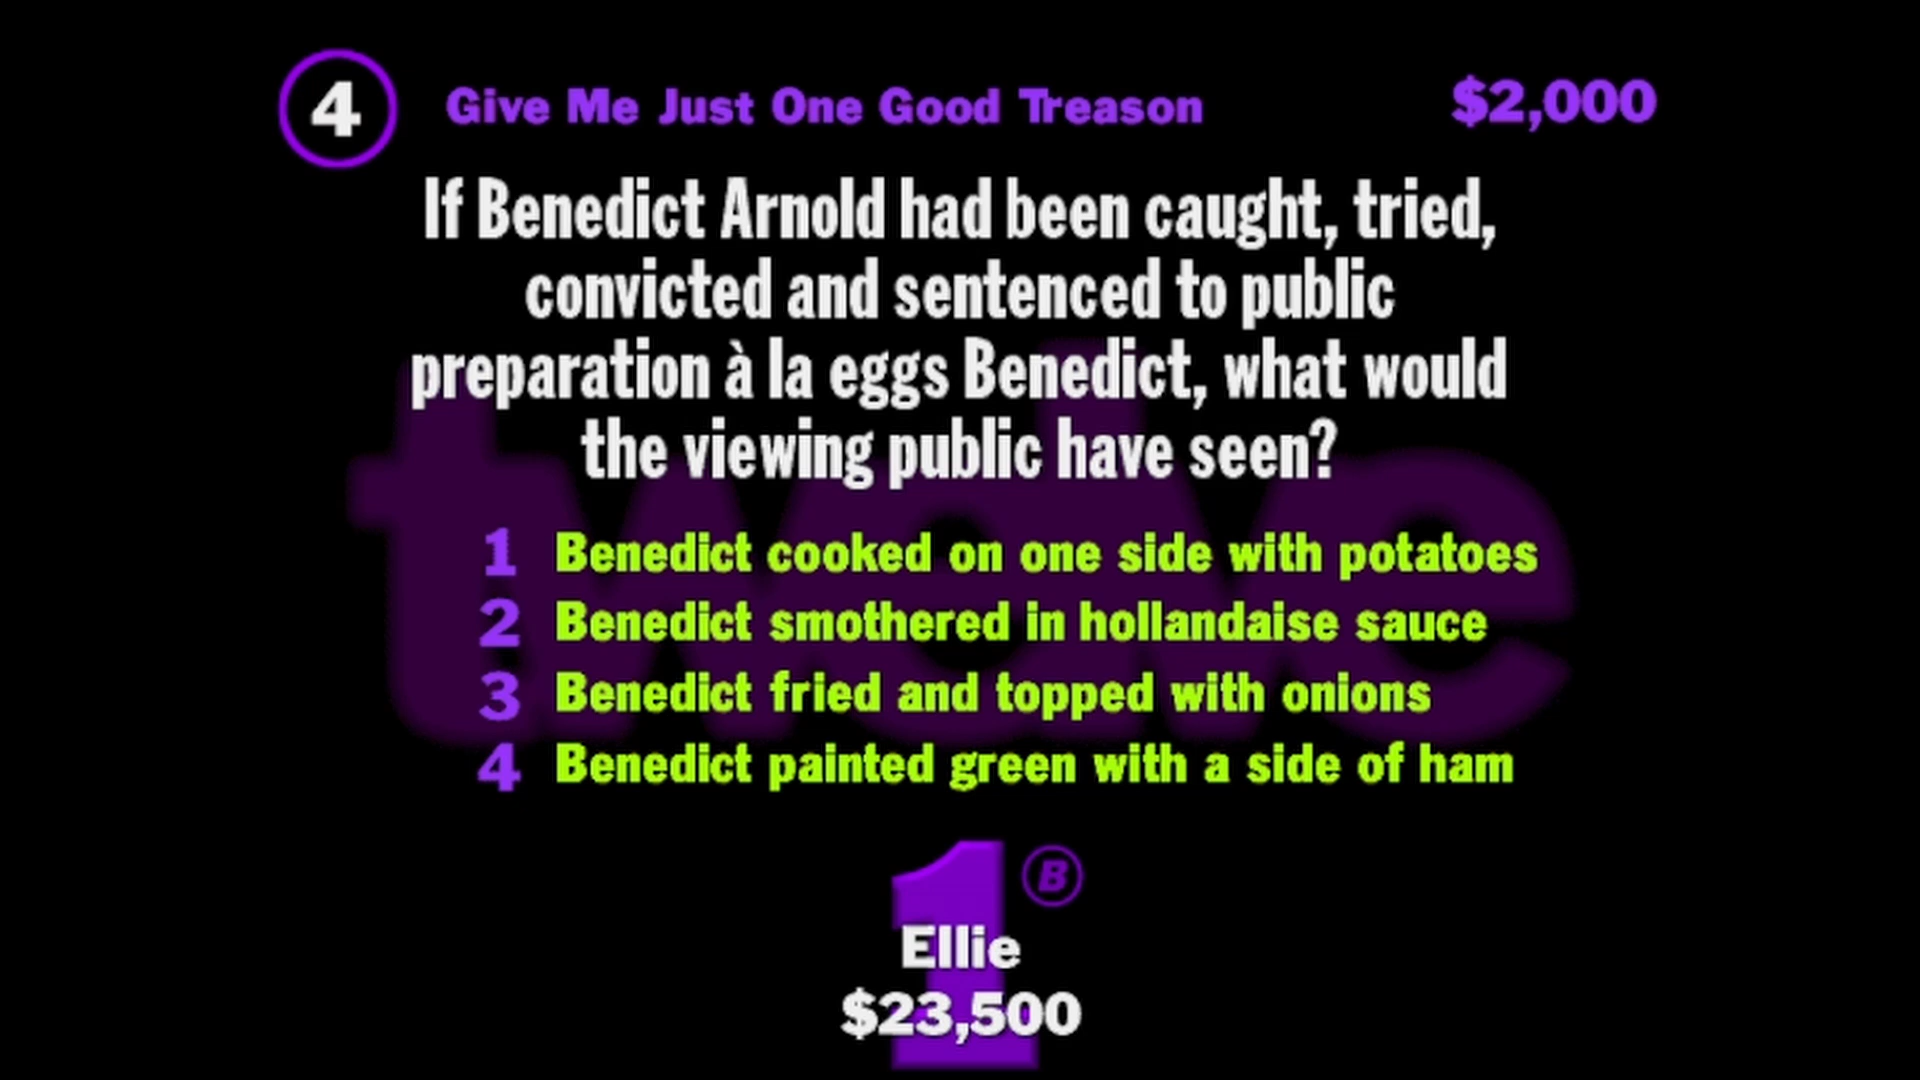 4 Give Me Just One Good Treason $2,000
If Benedict Arnold had been caught, tried,
convicted and sentenced to public
preparation à la eggs Benedict, what would
the viewing public have seen?
1 Benedict cooked on one side with potatoes
2 Benedict smothered in hollandaise sauce
3 Benedict fried and topped with onions
4 Benedict painted green with a side of ham
twelve
1 B
Ellie
$23,500